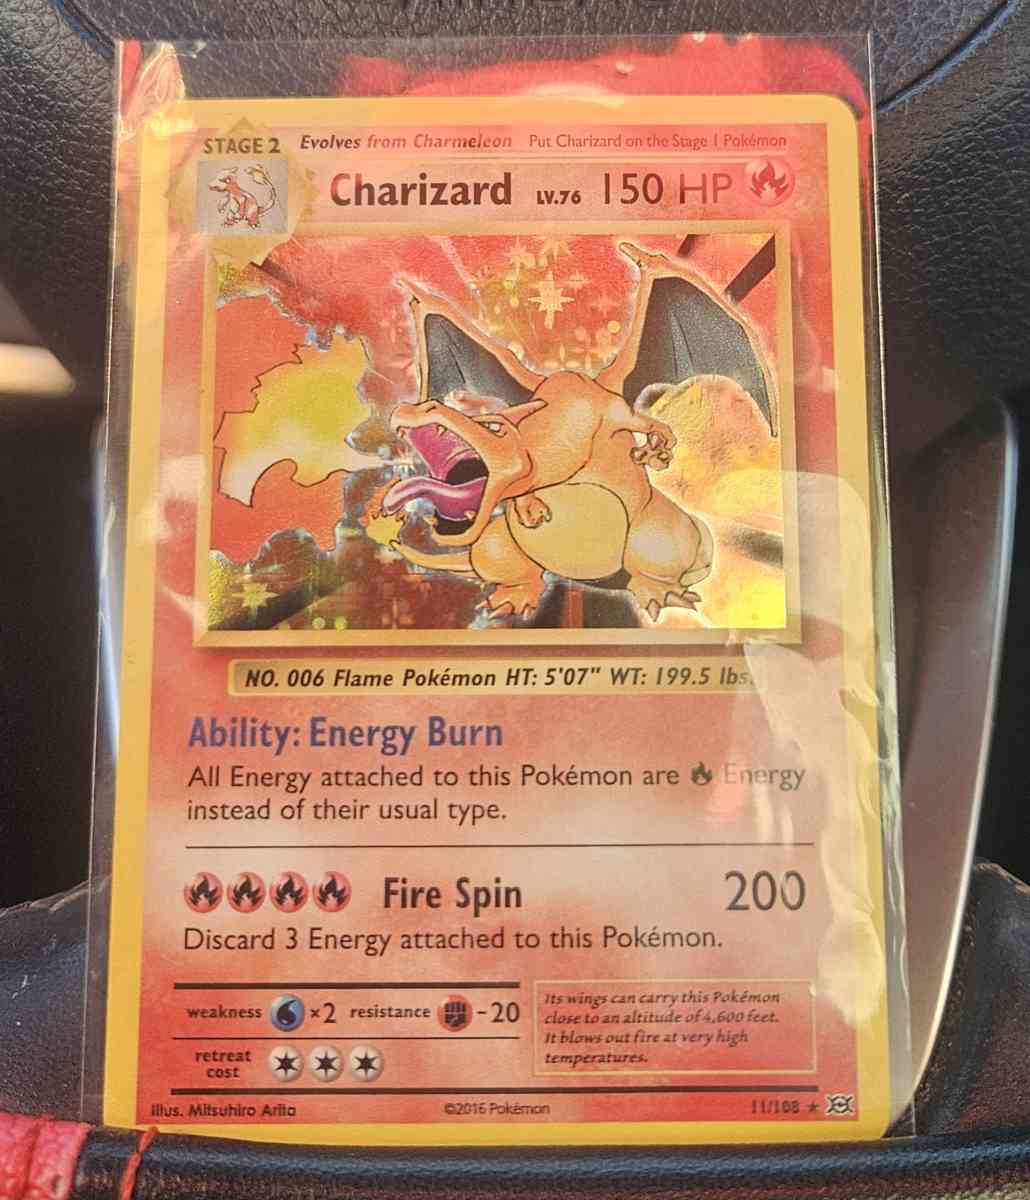 STAGE 2 Evolves from Charmeleon Put Charizard on the Stage 1 Pokémon
Charizard LV.76 150 HP
NO. 006 Flame Pokémon HT: 5'07" WT: 199.5 lbs.
Ability: Energy Burn
All Energy attached to this Pokémon are Energy
instead of their usual type.
Fire Spin 200
Discard 3 Energy attached to this Pokémon.
weakness ×2 resistance -20
retreat
cost
Its wings can carry this Pokémon
close to an altitude of 4,600 feet.
It blows out fire at very high
temperatures.
Illus. Mitsuhiro Arita ©2016 Pokémon 11/108